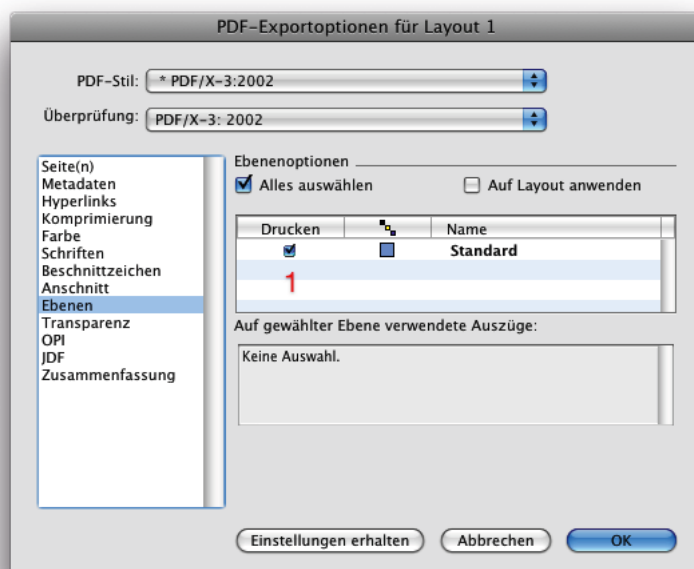 PDF-Exportoptionen für Layout 1
PDF-Stil: * PDF/X-3:2002
Überprüfung: PDF/X-3: 2002
Seite(n)
Metadaten
Hyperlinks
Komprimierung
Farbe
Schriften
Beschnittzeichen
Anschnitt
Ebenen
Transparenz
OPI
JDF
Zusammenfassung
Ebenenoptionen
Alles auswählen Auf Layout anwenden
Drucken Name
Standard
1
Auf gewählter Ebene verwendete Auszüge:
Keine Auswahl.
Einstellungen erhalten Abbrechen OK